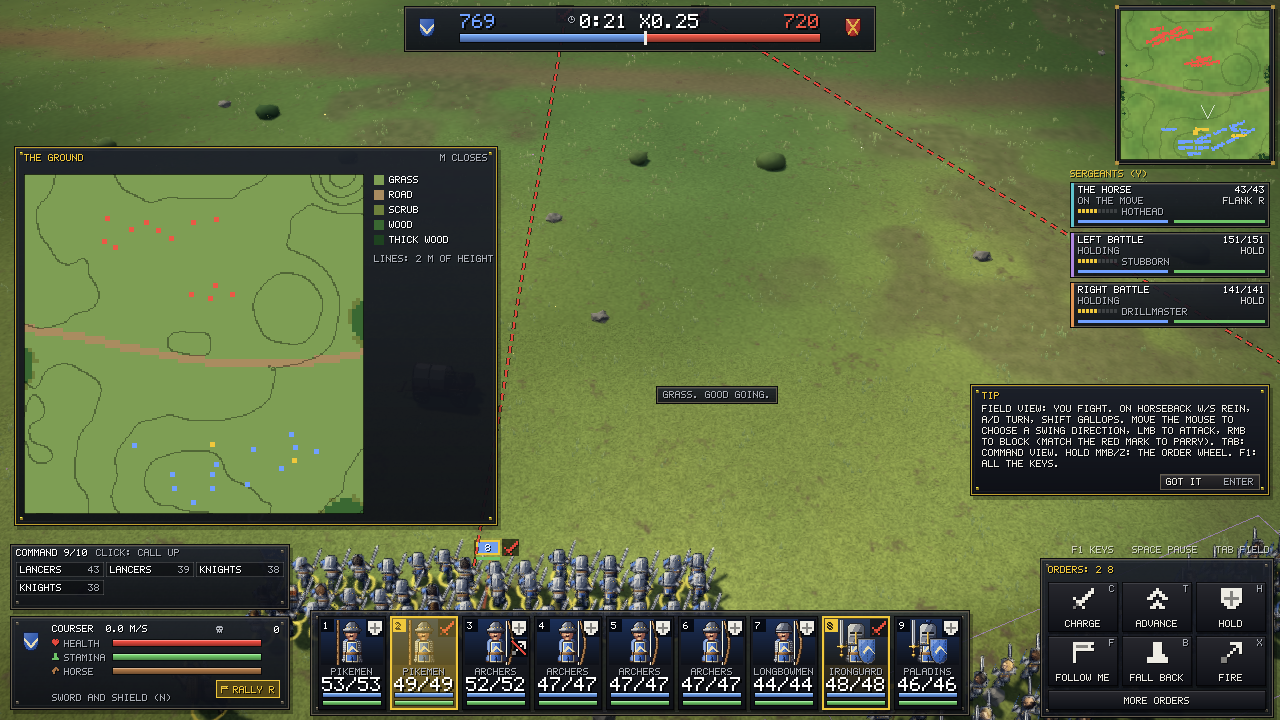 769
0:21 X0.25
720
THE GROUND
M CLOSES
GRASS
ROAD
SCRUB
WOOD
THICK WOOD
LINES: 2 M OF HEIGHT
SERGEANTS (Y)
THE HORSE 43/43
ON THE MOVE FLANK R
HOTHEAD
LEFT BATTLE 151/151
HOLDING HOLD
STUBBORN
RIGHT BATTLE 141/141
HOLDING HOLD
DRILLMASTER
GRASS. GOOD GOING.
TIP
FIELD VIEW: YOU FIGHT. ON HORSEBACK W/S REIN,
A/D TURN, SHIFT GALLOPS. MOVE THE MOUSE TO
CHOOSE A SWING DIRECTION, LMB TO ATTACK, RMB
TO BLOCK (MATCH THE RED MARK TO PARRY). TAB:
COMMAND VIEW. HOLD MMB/Z: THE ORDER WHEEL. F1:
ALL THE KEYS.
GOT IT ENTER
8
COMMAND 9/10 CLICK: CALL UP
LANCERS 43 LANCERS 39 KNIGHTS 38
KNIGHTS 38
COURSER 0.0 M/S 0
HEALTH
STAMINA
HORSE
SWORD AND SHIELD (N)
RALLY R
1 PIKEMEN 53/53
2 PIKEMEN 49/49
3 ARCHERS 52/52
4 ARCHERS 47/47
5 ARCHERS 47/47
6 ARCHERS 47/47
7 LONGBOWMEN 44/44
8 IRONGUARD 48/48
9 PALADINS 46/46
F1 KEYS SPACE PAUSE TAB FIELD
ORDERS: 2 8
C CHARGE
T ADVANCE
H HOLD
F FOLLOW ME
B FALL BACK
X FIRE
MORE ORDERS